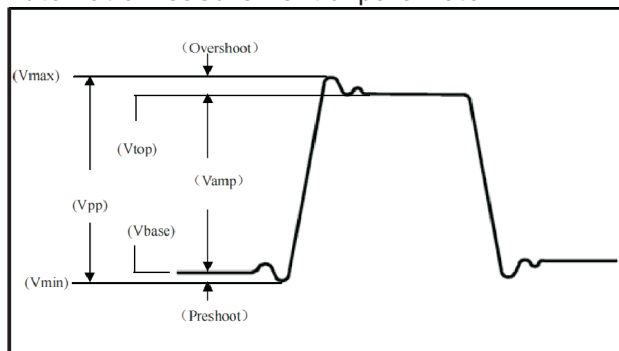 (Overshoot)
(Vmax)
(Vtop)
(Vamp)
(Vpp)
(Vbase)
(Vmin)
(Preshoot)